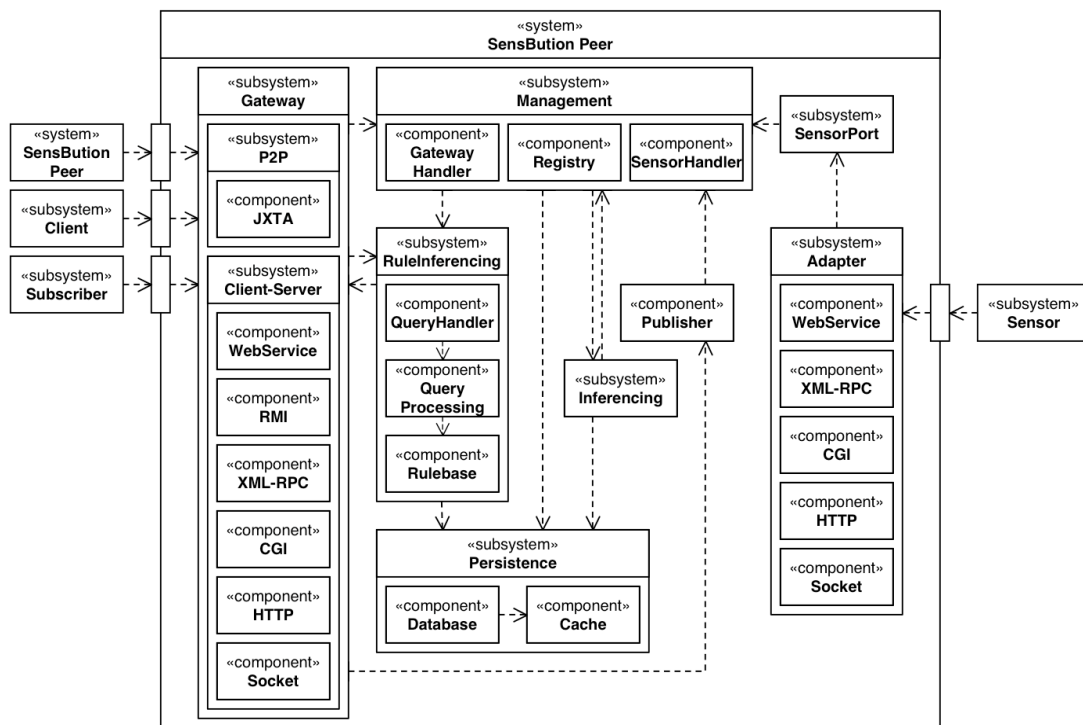 «system»
SensBution Peer
«system»
SensBution
Peer
«subsystem»
Client
«subsystem»
Subscriber
«subsystem»
Gateway
«subsystem»
P2P
«component»
JXTA
«subsystem»
Client-Server
«component»
WebService
«component»
RMI
«component»
XML-RPC
«component»
CGI
«component»
HTTP
«component»
Socket
«subsystem»
Management
«component»
Gateway
Handler
«component»
Registry
«component»
SensorHandler
«subsystem»
RuleInferencing
«component»
QueryHandler
«component»
Query
Processing
«component»
Rulebase
«component»
Publisher
«subsystem»
Inferencing
«subsystem»
Persistence
«component»
Database
«component»
Cache
«subsystem»
SensorPort
«subsystem»
Adapter
«component»
WebService
«component»
XML-RPC
«component»
CGI
«component»
HTTP
«component»
Socket
«subsystem»
Sensor